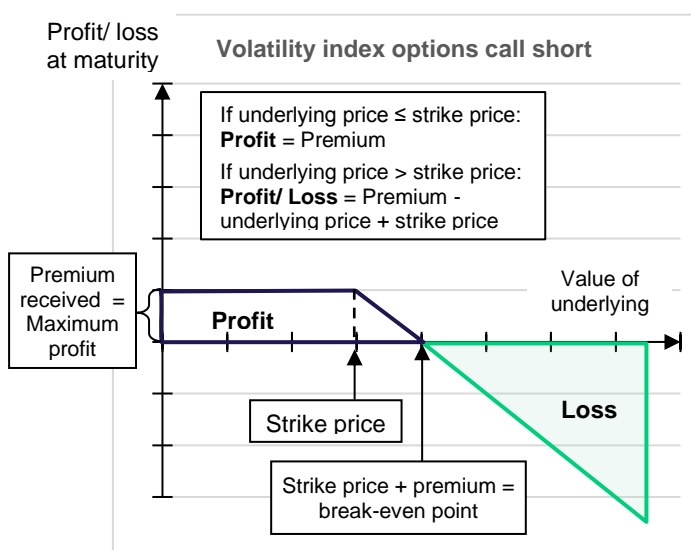 Profit/ loss
at maturity
Volatility index options call short
If underlying price ≤ strike price:
Profit = Premium
If underlying price > strike price:
Profit/ Loss = Premium -
underlying price + strike price
Premium
received =
Maximum
profit
Profit
Value of
underlying
Strike price
Loss
Strike price + premium =
break-even point